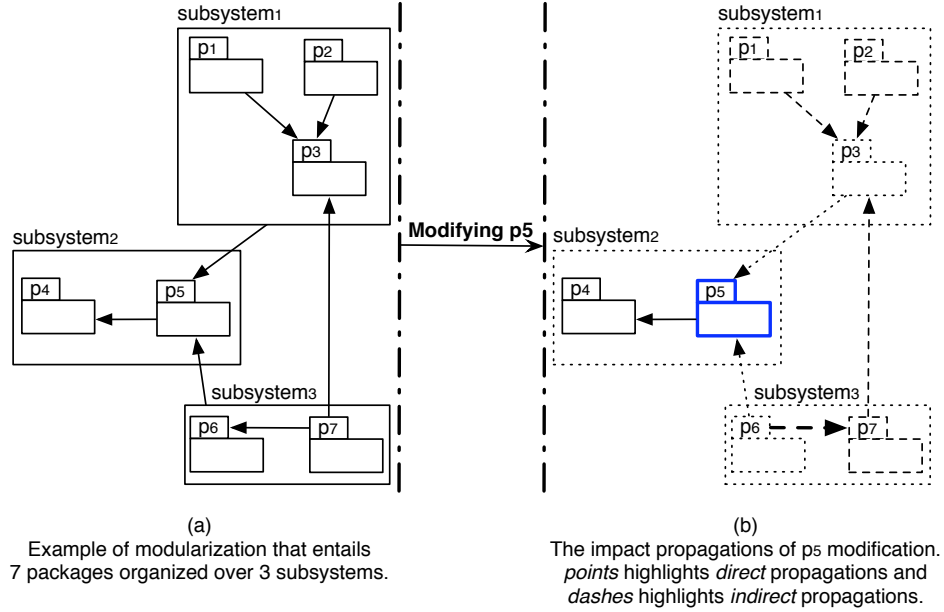 subsystem1
p1
p2
p3
subsystem2
p4
p5
subsystem3
p6
p7
Modifying p5
subsystem1
p1
p2
p3
subsystem2
p4
p5
subsystem3
p6
p7
(a)
Example of modularization that entails
7 packages organized over 3 subsystems.
(b)
The impact propagations of p5 modification.
points highlights direct propagations and
dashes highlights indirect propagations.